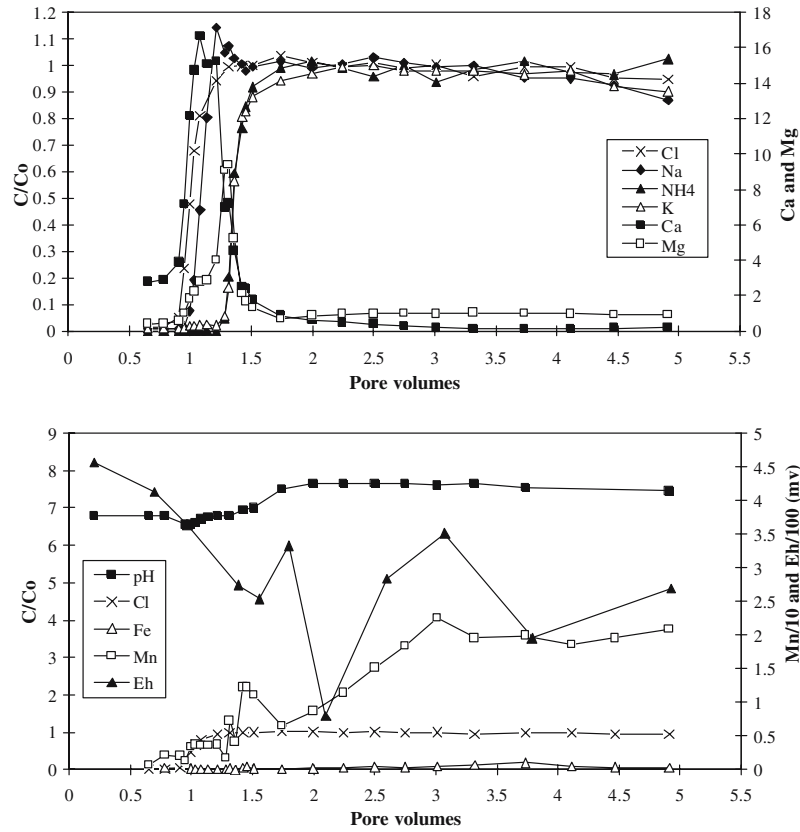 1.2
1.1
1
0.9
0.8
0.7
0.6
0.5
0.4
0.3
0.2
0.1
0
C/Co
18
16
14
12
10
8
6
4
2
0
Ca and Mg
Cl
Na
NH4
K
Ca
Mg
0 0.5 1 1.5 2 2.5 3 3.5 4 4.5 5 5.5
Pore volumes
9
8
7
6
5
4
3
2
1
0
C/Co
5
4.5
4
3.5
3
2.5
2
1.5
1
0.5
0
Mn/10 and Eh/100 (mv)
pH
Cl
Fe
Mn
Eh
0 0.5 1 1.5 2 2.5 3 3.5 4 4.5 5 5.5
Pore volumes